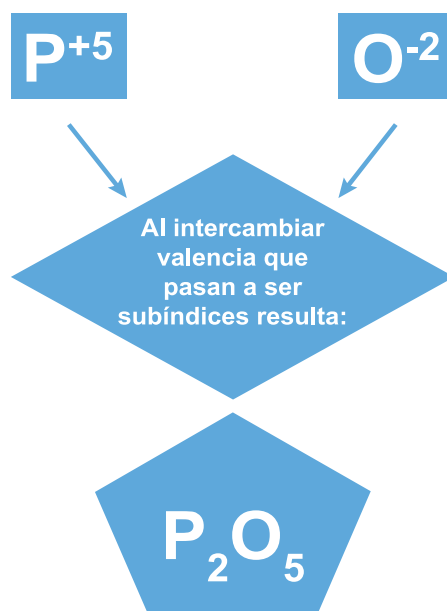 P⁺⁵
O⁻²
Al intercambiar
valencia que
pasan a ser
subíndices resulta:
P₂O₅